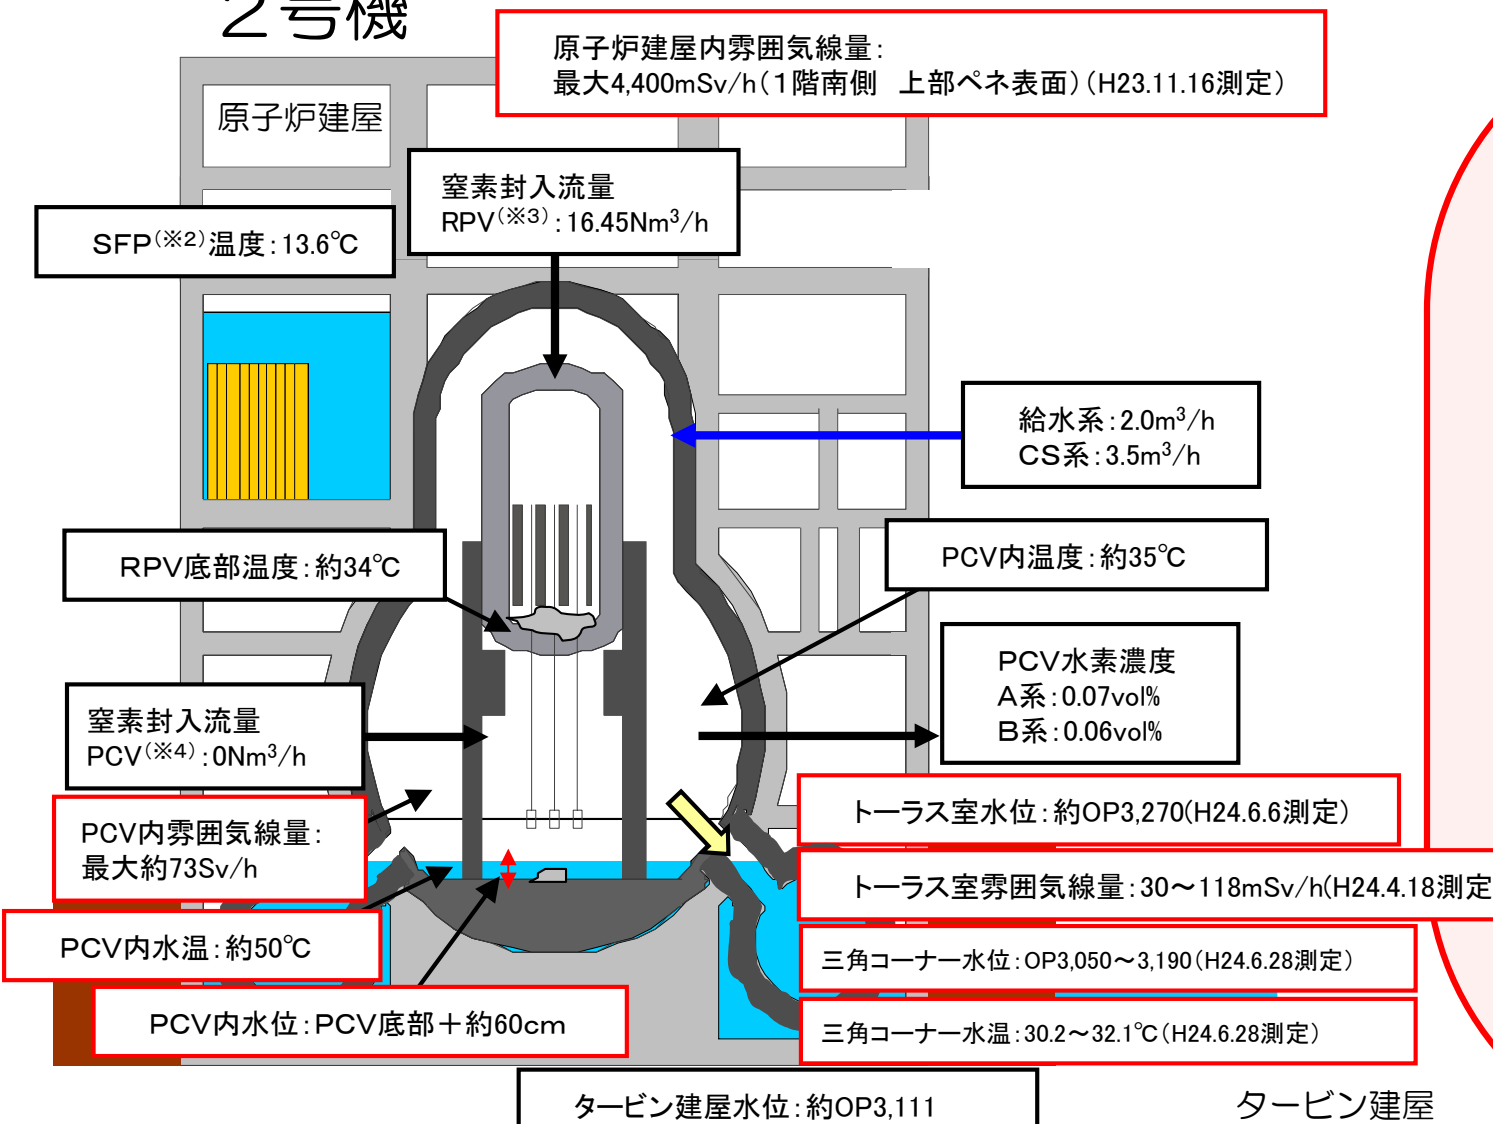 2号機
原子炉建屋内雰囲気線量：
最大4,400mSv/h（1階南側　上部ペネ表面）（H23.11.16測定）
原子炉建屋
窒素封入流量
RPV(※3)：16.45Nm³/h
SFP(※2)温度：13.6℃
給水系：2.0m³/h
CS系：3.5m³/h
RPV底部温度：約34℃
PCV内温度：約35℃
PCV水素濃度
A系：0.07vol%
B系：0.06vol%
窒素封入流量
PCV(※4)：0Nm³/h
トーラス室水位：約OP3,270(H24.6.6測定）
PCV内雰囲気線量：
最大約73Sv/h
トーラス室雰囲気線量：30～118mSv/h(H24.4.18測定
PCV内水温：約50℃
三角コーナー水位：OP3,050～3,190（H24.6.28測定）
PCV内水位：PCV底部＋約60cm
三角コーナー水温：30.2～32.1℃（H24.6.28測定）
タービン建屋水位：約OP3,111
タービン建屋